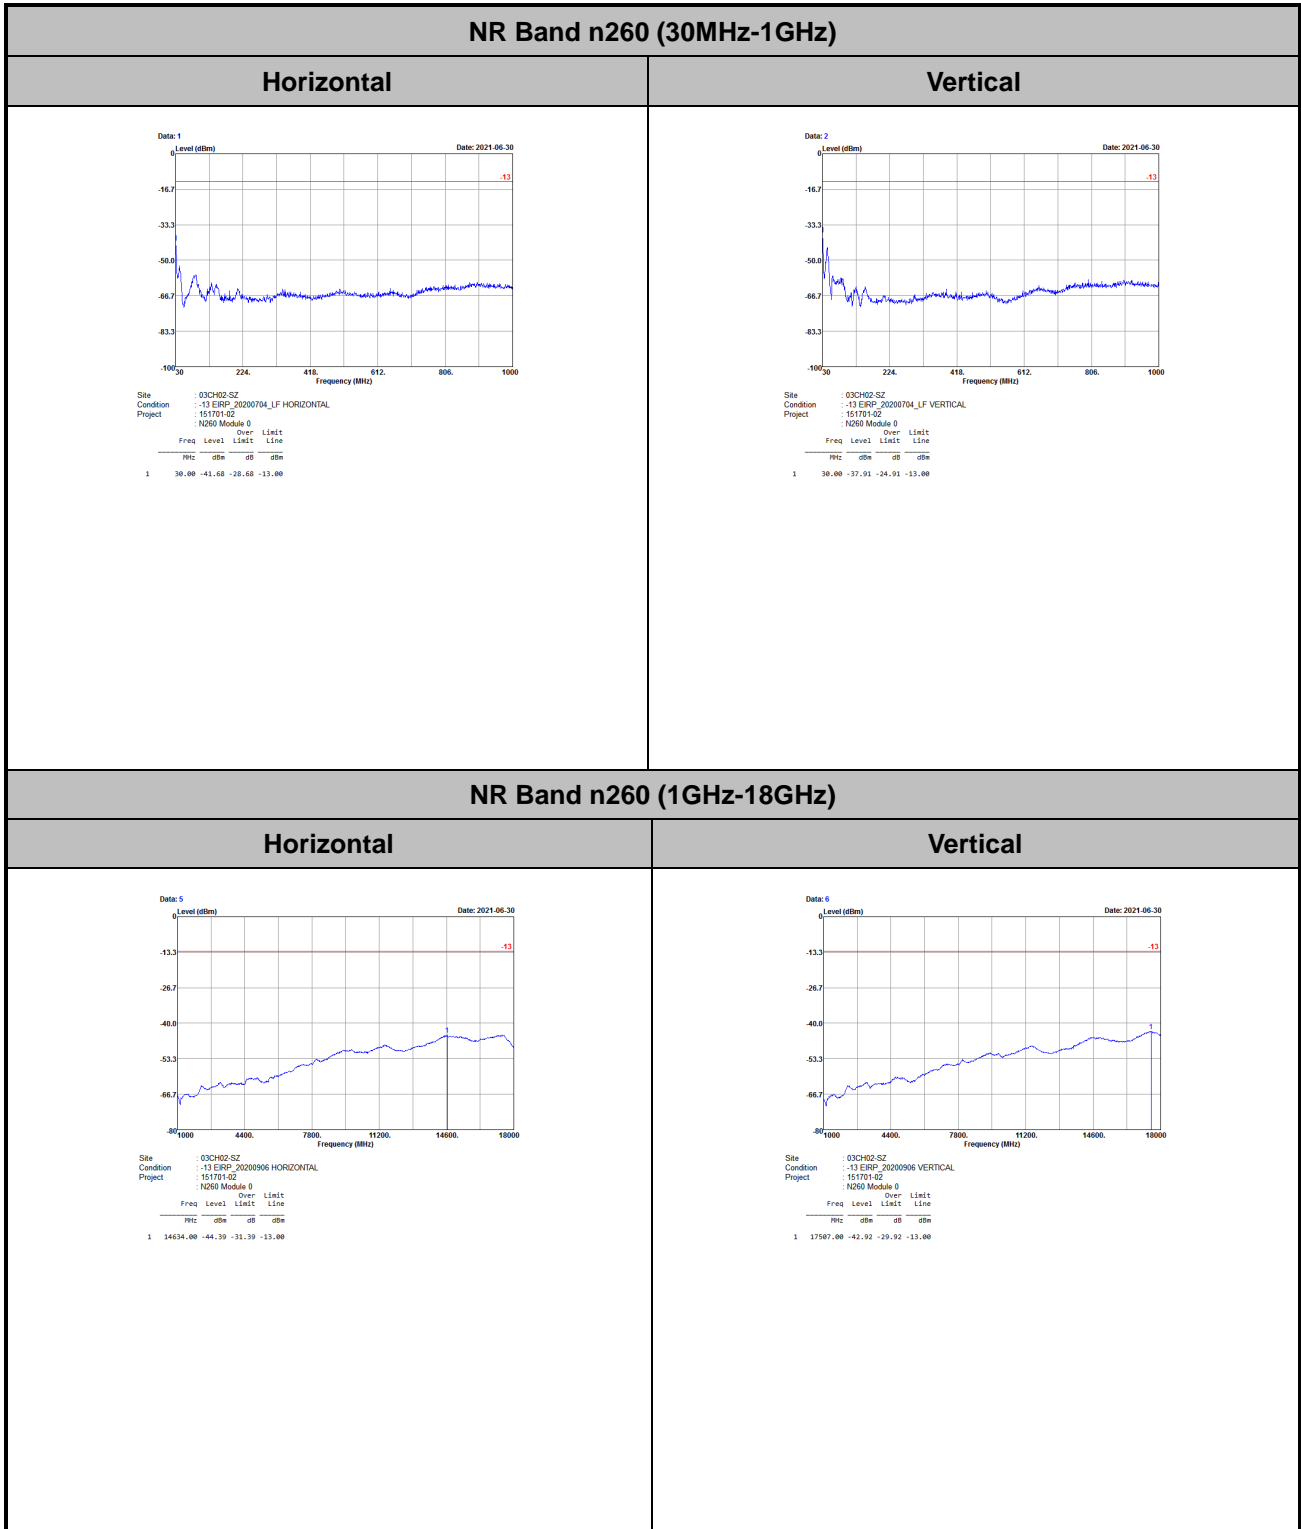 NR Band n260 (30MHz-1GHz)
Horizontal
Vertical
Data: 1
Level (dBm)
Date: 2021-06-30
0
-13
-16.7
-33.3
-50.0
-66.7
-83.3
-100
30 224. 418. 612. 806. 1000
Frequency (MHz)
Site : 03CH02-SZ
Condition : -13 EIRP_20200704_LF HORIZONTAL
Project : 151701-02
: N260 Module 0
Over Limit
Freq Level Limit Line
MHz dBm dB dBm
1 30.00 -41.68 -28.68 -13.00
Data: 2
Level (dBm)
Date: 2021-06-30
0
-13
-16.7
-33.3
-50.0
-66.7
-83.3
-100
30 224. 418. 612. 806. 1000
Frequency (MHz)
Site : 03CH02-SZ
Condition : -13 EIRP_20200704_LF VERTICAL
Project : 151701-02
: N260 Module 0
Over Limit
Freq Level Limit Line
MHz dBm dB dBm
1 30.00 -37.91 -24.91 -13.00
NR Band n260 (1GHz-18GHz)
Horizontal
Vertical
Data: 5
Level (dBm)
Date: 2021-06-30
0
-13
-13.3
-26.7
-40.0
1
-53.3
-66.7
-80
1000 4400. 7800. 11200. 14600. 18000
Frequency (MHz)
Site : 03CH02-SZ
Condition : -13 EIRP_20200906 HORIZONTAL
Project : 151701-02
: N260 Module 0
Over Limit
Freq Level Limit Line
MHz dBm dB dBm
1 14634.00 -44.39 -31.39 -13.00
Data: 6
Level (dBm)
Date: 2021-06-30
0
-13
-13.3
-26.7
-40.0
1
-53.3
-66.7
-80
1000 4400. 7800. 11200. 14600. 18000
Frequency (MHz)
Site : 03CH02-SZ
Condition : -13 EIRP_20200906 VERTICAL
Project : 151701-02
: N260 Module 0
Over Limit
Freq Level Limit Line
MHz dBm dB dBm
1 17507.00 -42.92 -29.92 -13.00